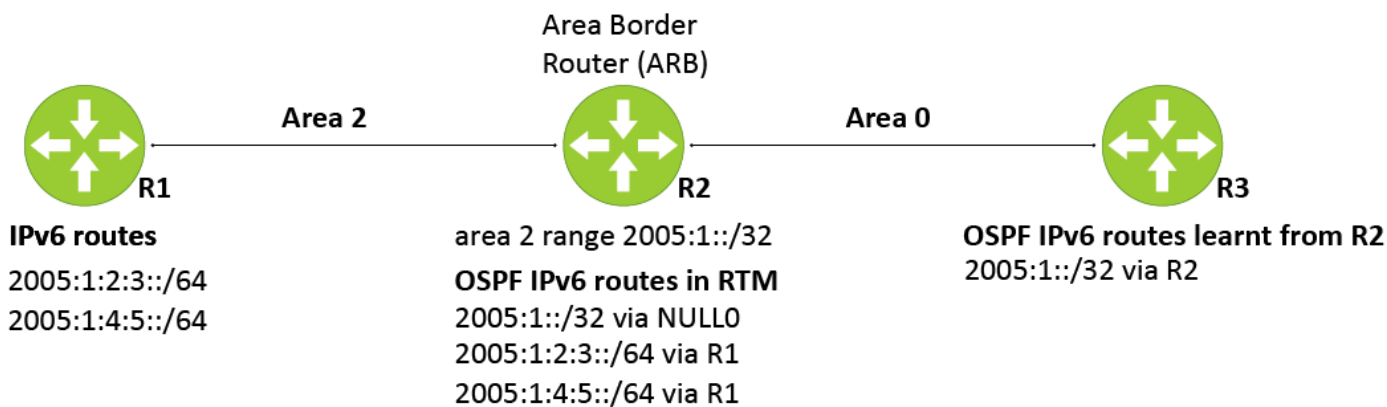 Area Border
Router (ARB)
Area 2
Area 0
R1
R2
R3
IPv6 routes
2005:1:2:3::/64
2005:1:4:5::/64
area 2 range 2005:1::/32
OSPF IPv6 routes in RTM
2005:1::/32 via NULL0
2005:1:2:3::/64 via R1
2005:1:4:5::/64 via R1
OSPF IPv6 routes learnt from R2
2005:1::/32 via R2